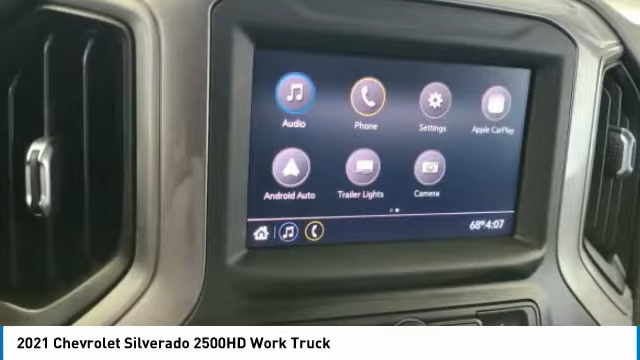 Audio
Phone
Settings
Apple CarPlay
Android Auto
Trailer Lights
Camera
68° 4:07
2021 Chevrolet Silverado 2500HD Work Truck